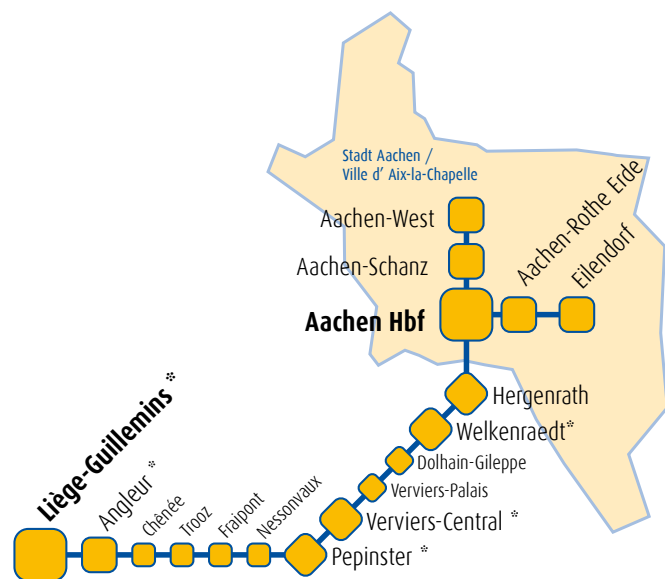 Stadt Aachen /
Ville d' Aix-la-Chapelle
Aachen-West
Aachen-Schanz
Aachen Hbf
Aachen-Rothe Erde
Eilendorf
Hergenrath
Welkenraedt*
Dolhain-Gileppe
Verviers-Palais
Verviers-Central *
Pepinster *
Nessonvaux
Fraipont
Trooz
Chênée
Angleur *
Liège-Guillemins *